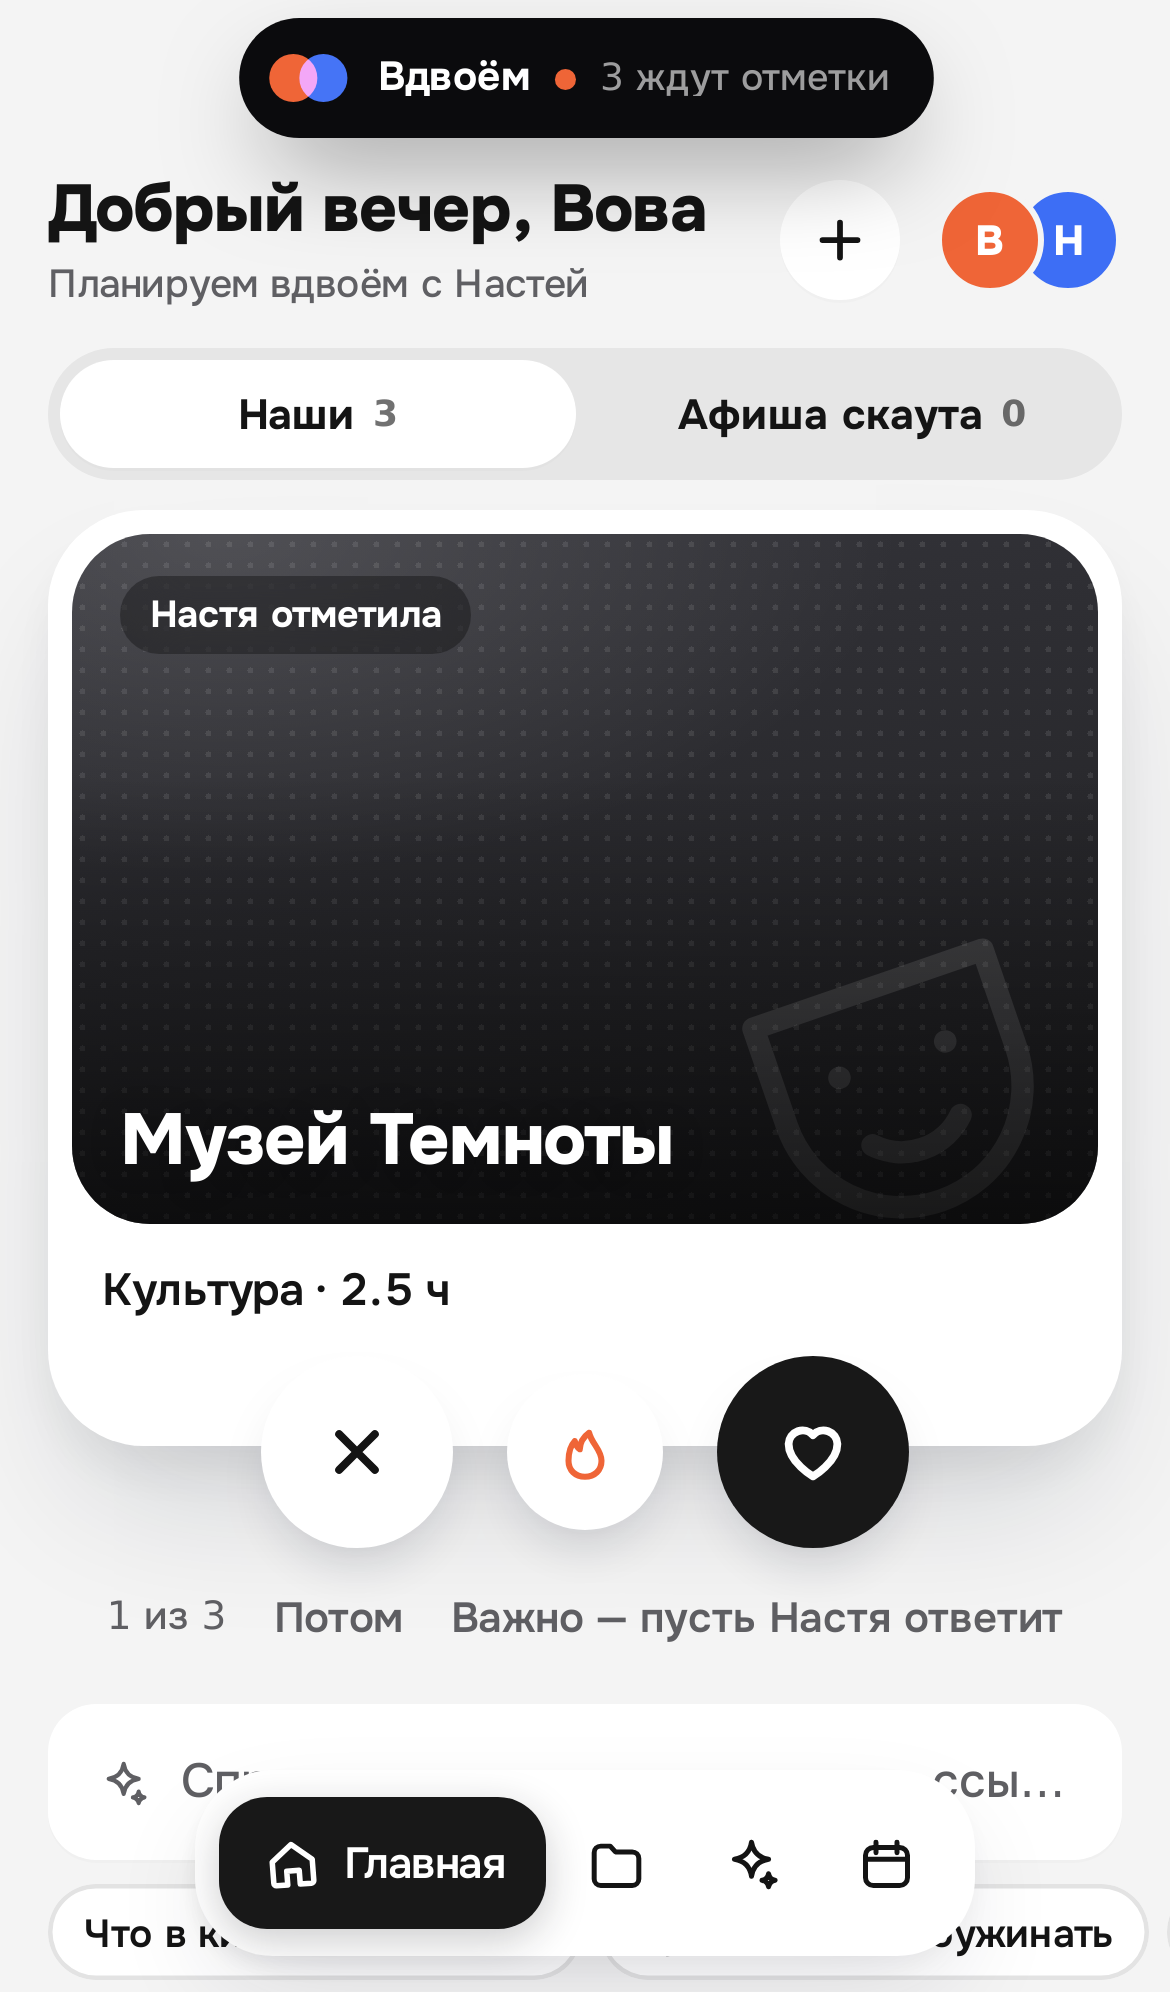 Вдвоём 3 ждут отметки
Добрый вечер, Вова
Планируем вдвоём с Настей
В Н
Наши 3
Афиша скаута 0
Настя отметила
Музей Темноты
Культура · 2.5 ч
1 из 3 Потом Важно — пусть Настя ответит
Главная
Что в